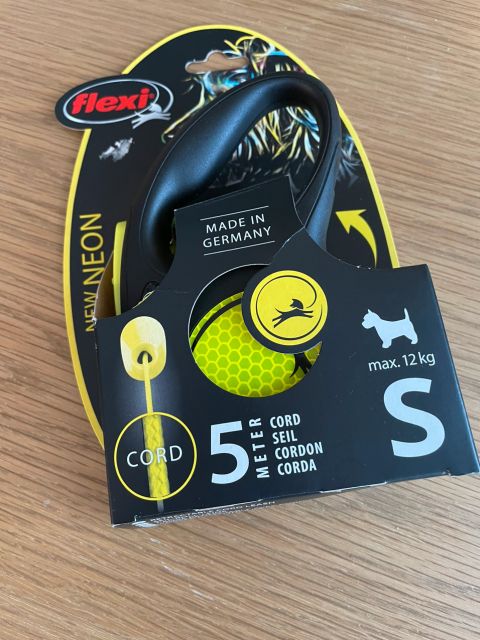 flexi
NEW NEON
MADE IN
GERMANY
max. 12 kg
S
CORD
5
METER
CORD
SEIL
CORDON
CORDA